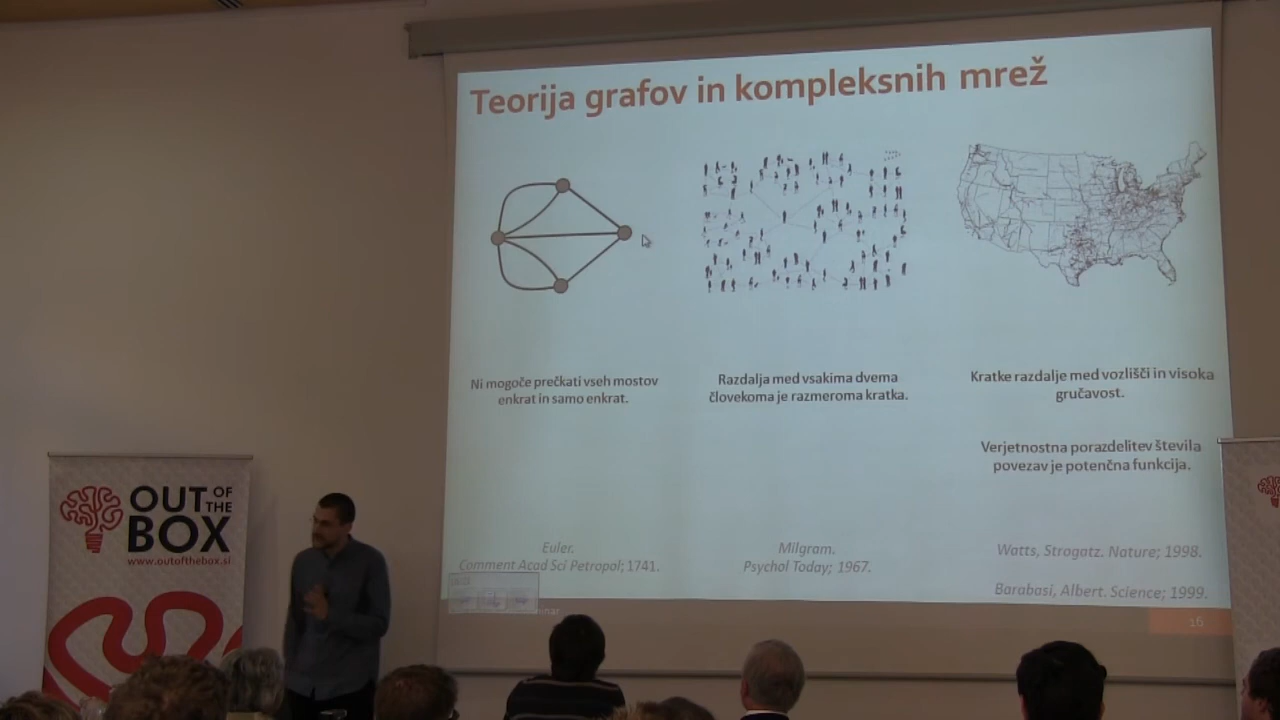 Teorija grafov in kompleksnih mrež
Ni mogoče prečkati vseh mostov
enkrat in samo enkrat.
Razdalja med vsakima dvema
človekoma je razmeroma kratka.
Kratke razdalje med vozlišči in visoka
gručavost.
Verjetnostna porazdelitev števila
povezav je potenčna funkcija.
Euler.
Comment Acad Sci Petropol; 1741.
Milgram.
Psychol Today; 1967.
Watts, Strogatz. Nature; 1998.
Barabasi, Albert. Science; 1999.
16
OUT OF THE
BOX
www.outofthebox.si